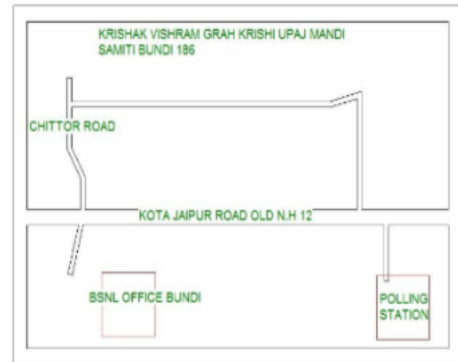 KRISHAK VISHRAM GRAH KRISHI UPAJ MANDI
SAMITI BUNDI 186
CHITTOR ROAD
KOTA JAIPUR ROAD OLD N.H 12
BSNL OFFICE BUNDI
POLLING
STATION